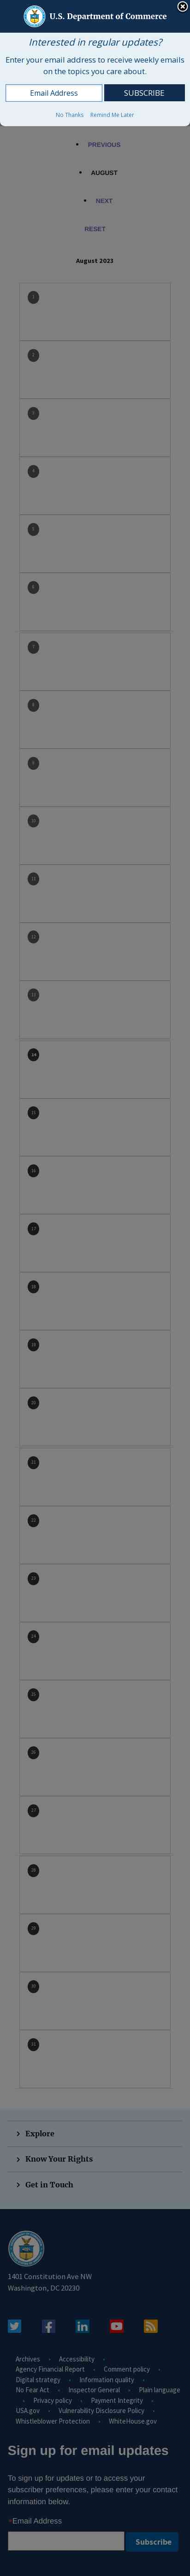 U.S. Department of Commerce
Interested in regular updates?
Enter your email address to receive weekly emails
on the topics you care about.
Email Address
SUBSCRIBE
No Thanks
Remind Me Later
• PREVIOUS
• AUGUST
• NEXT
RESET
August 2023
1
2
3
4
5
6
7
8
9
10
11
12
13
14
15
16
17
18
19
20
21
22
23
24
25
26
27
28
29
30
31
Explore
Know Your Rights
Get in Touch
1401 Constitution Ave NW
Washington, DC 20230
Archives - Accessibility -
Agency Financial Report - Comment policy -
Digital strategy - Information quality -
No Fear Act - Inspector General - Plain language
- Privacy policy - Payment Integrity -
USA.gov - Vulnerability Disclosure Policy -
Whistleblower Protection - WhiteHouse.gov
Sign up for email updates
To sign up for updates or to access your
subscriber preferences, please enter your contact
information below.
*Email Address
Subscribe